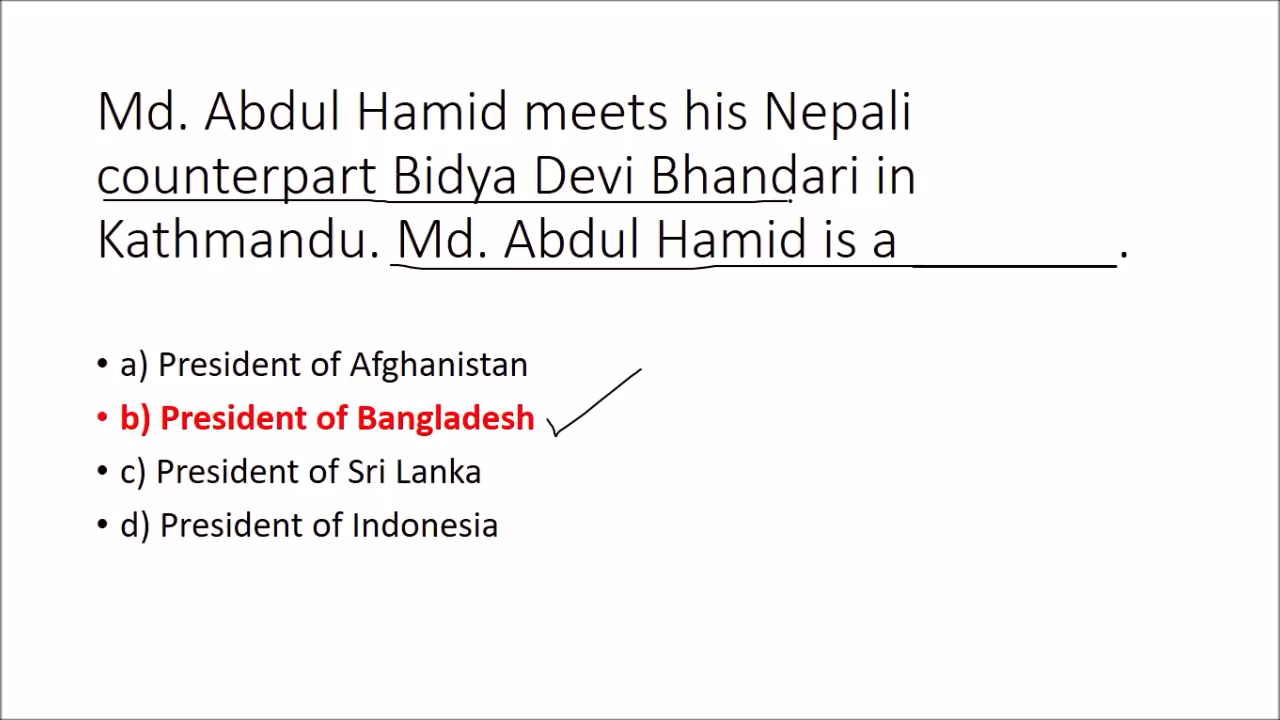 Md. Abdul Hamid meets his Nepali
counterpart Bidya Devi Bhandari in
Kathmandu. Md. Abdul Hamid is a __________.
• a) President of Afghanistan
• b) President of Bangladesh
• c) President of Sri Lanka
• d) President of Indonesia